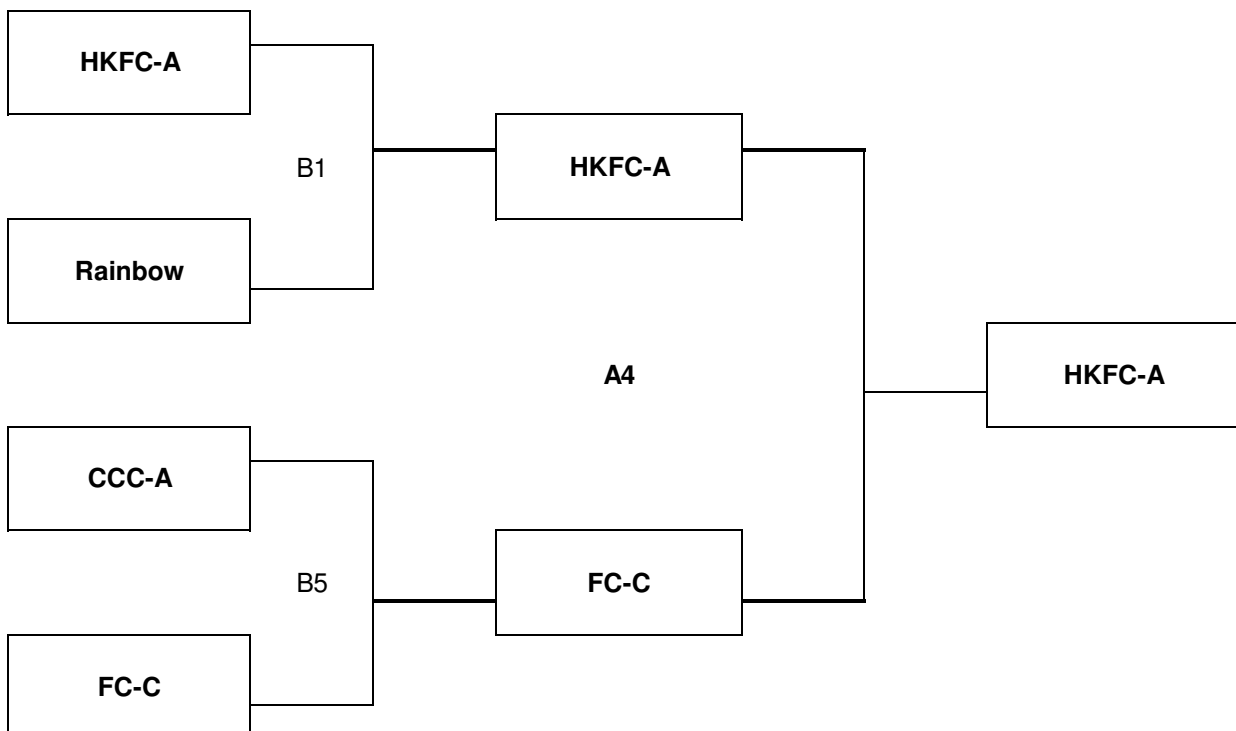 HKFC-A
B1
HKFC-A
Rainbow
A4
HKFC-A
CCC-A
B5
FC-C
FC-C